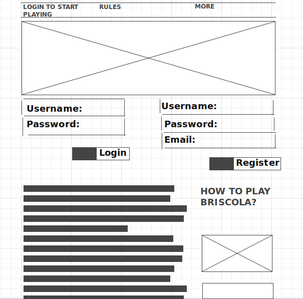 LOGIN TO START PLAYING RULES MORE
Username:
Password:
Login
Username:
Password:
Email:
Register
HOW TO PLAY
BRISCOLA?